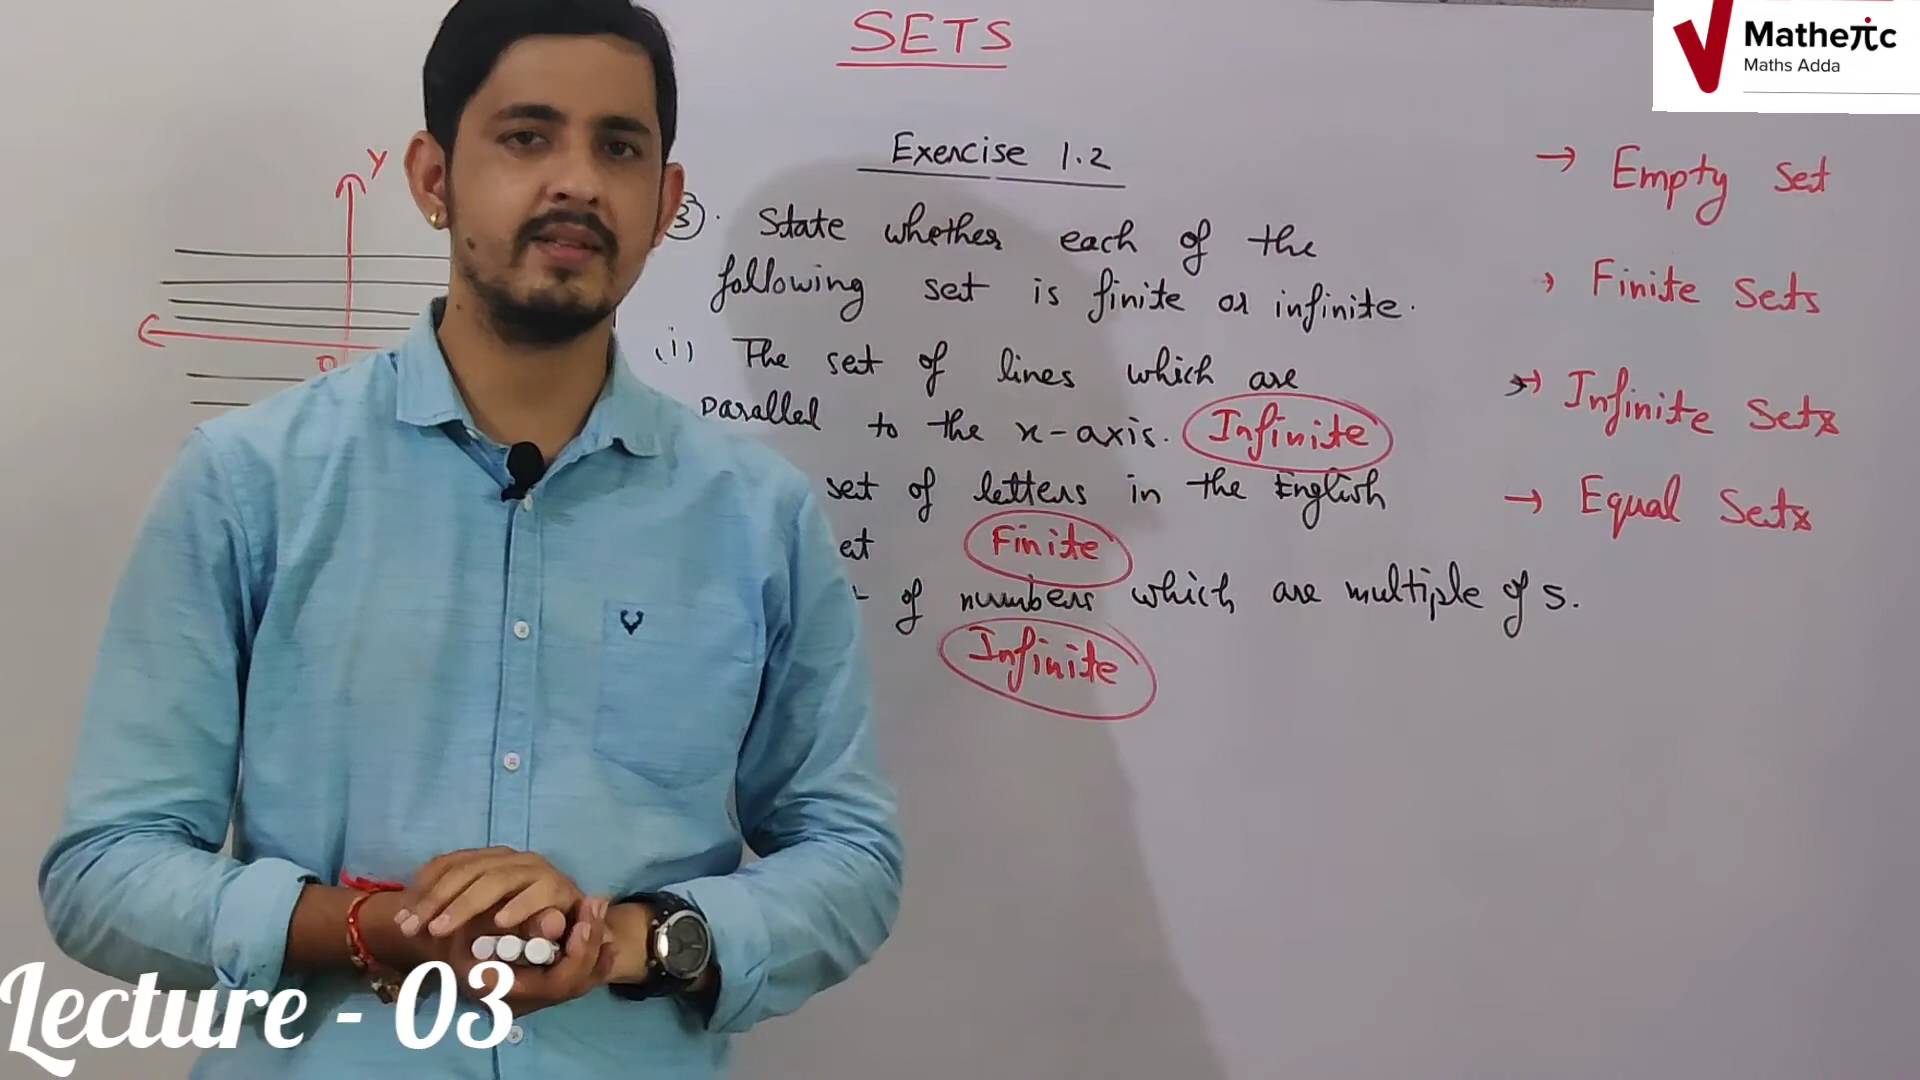 SETS
Matheπc
Maths Adda
Exercise 1.2
3. State whether each of the
following set is finite or infinite.
(i) The set of lines which are
parallel to the x-axis. Infinite
set of letters in the English
et Finite
of numbers which are multiple of 5.
Infinite
→ Empty Set
→ Finite Sets
→ Infinite Sets
→ Equal Sets
Y
O
Lecture - 03